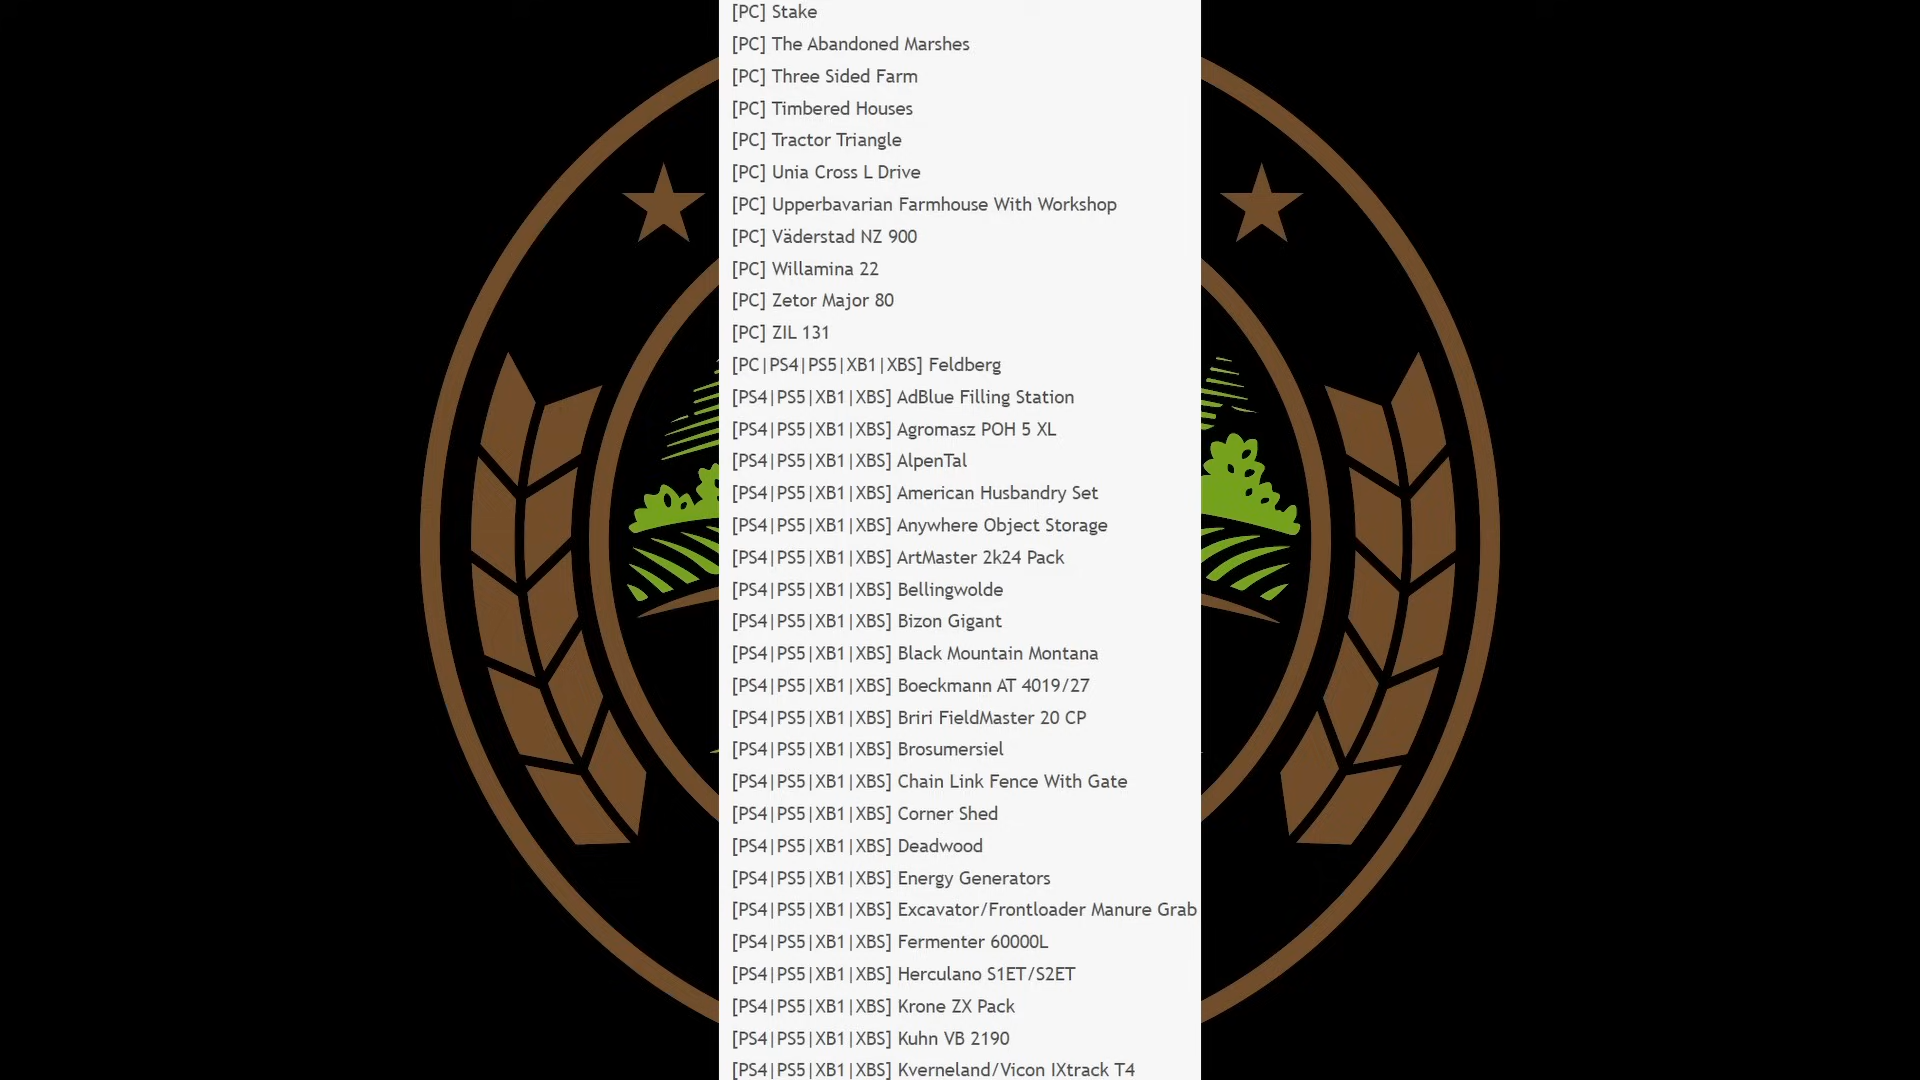 [PC] Stake
[PC] The Abandoned Marshes
[PC] Three Sided Farm
[PC] Timbered Houses
[PC] Tractor Triangle
[PC] Unia Cross L Drive
[PC] Upperbavarian Farmhouse With Workshop
[PC] Väderstad NZ 900
[PC] Willamina 22
[PC] Zetor Major 80
[PC] ZIL 131
[PC|PS4|PS5|XB1|XBS] Feldberg
[PS4|PS5|XB1|XBS] AdBlue Filling Station
[PS4|PS5|XB1|XBS] Agromasz POH 5 XL
[PS4|PS5|XB1|XBS] AlpenTal
[PS4|PS5|XB1|XBS] American Husbandry Set
[PS4|PS5|XB1|XBS] Anywhere Object Storage
[PS4|PS5|XB1|XBS] ArtMaster 2k24 Pack
[PS4|PS5|XB1|XBS] Bellingwolde
[PS4|PS5|XB1|XBS] Bizon Gigant
[PS4|PS5|XB1|XBS] Black Mountain Montana
[PS4|PS5|XB1|XBS] Boeckmann AT 4019/27
[PS4|PS5|XB1|XBS] Briri FieldMaster 20 CP
[PS4|PS5|XB1|XBS] Brosumersiel
[PS4|PS5|XB1|XBS] Chain Link Fence With Gate
[PS4|PS5|XB1|XBS] Corner Shed
[PS4|PS5|XB1|XBS] Deadwood
[PS4|PS5|XB1|XBS] Energy Generators
[PS4|PS5|XB1|XBS] Excavator/Frontloader Manure Grab
[PS4|PS5|XB1|XBS] Fermenter 60000L
[PS4|PS5|XB1|XBS] Herculano S1ET/S2ET
[PS4|PS5|XB1|XBS] Krone ZX Pack
[PS4|PS5|XB1|XBS] Kuhn VB 2190
[PS4|PS5|XB1|XBS] Kverneland/Vicon IXtrack T4